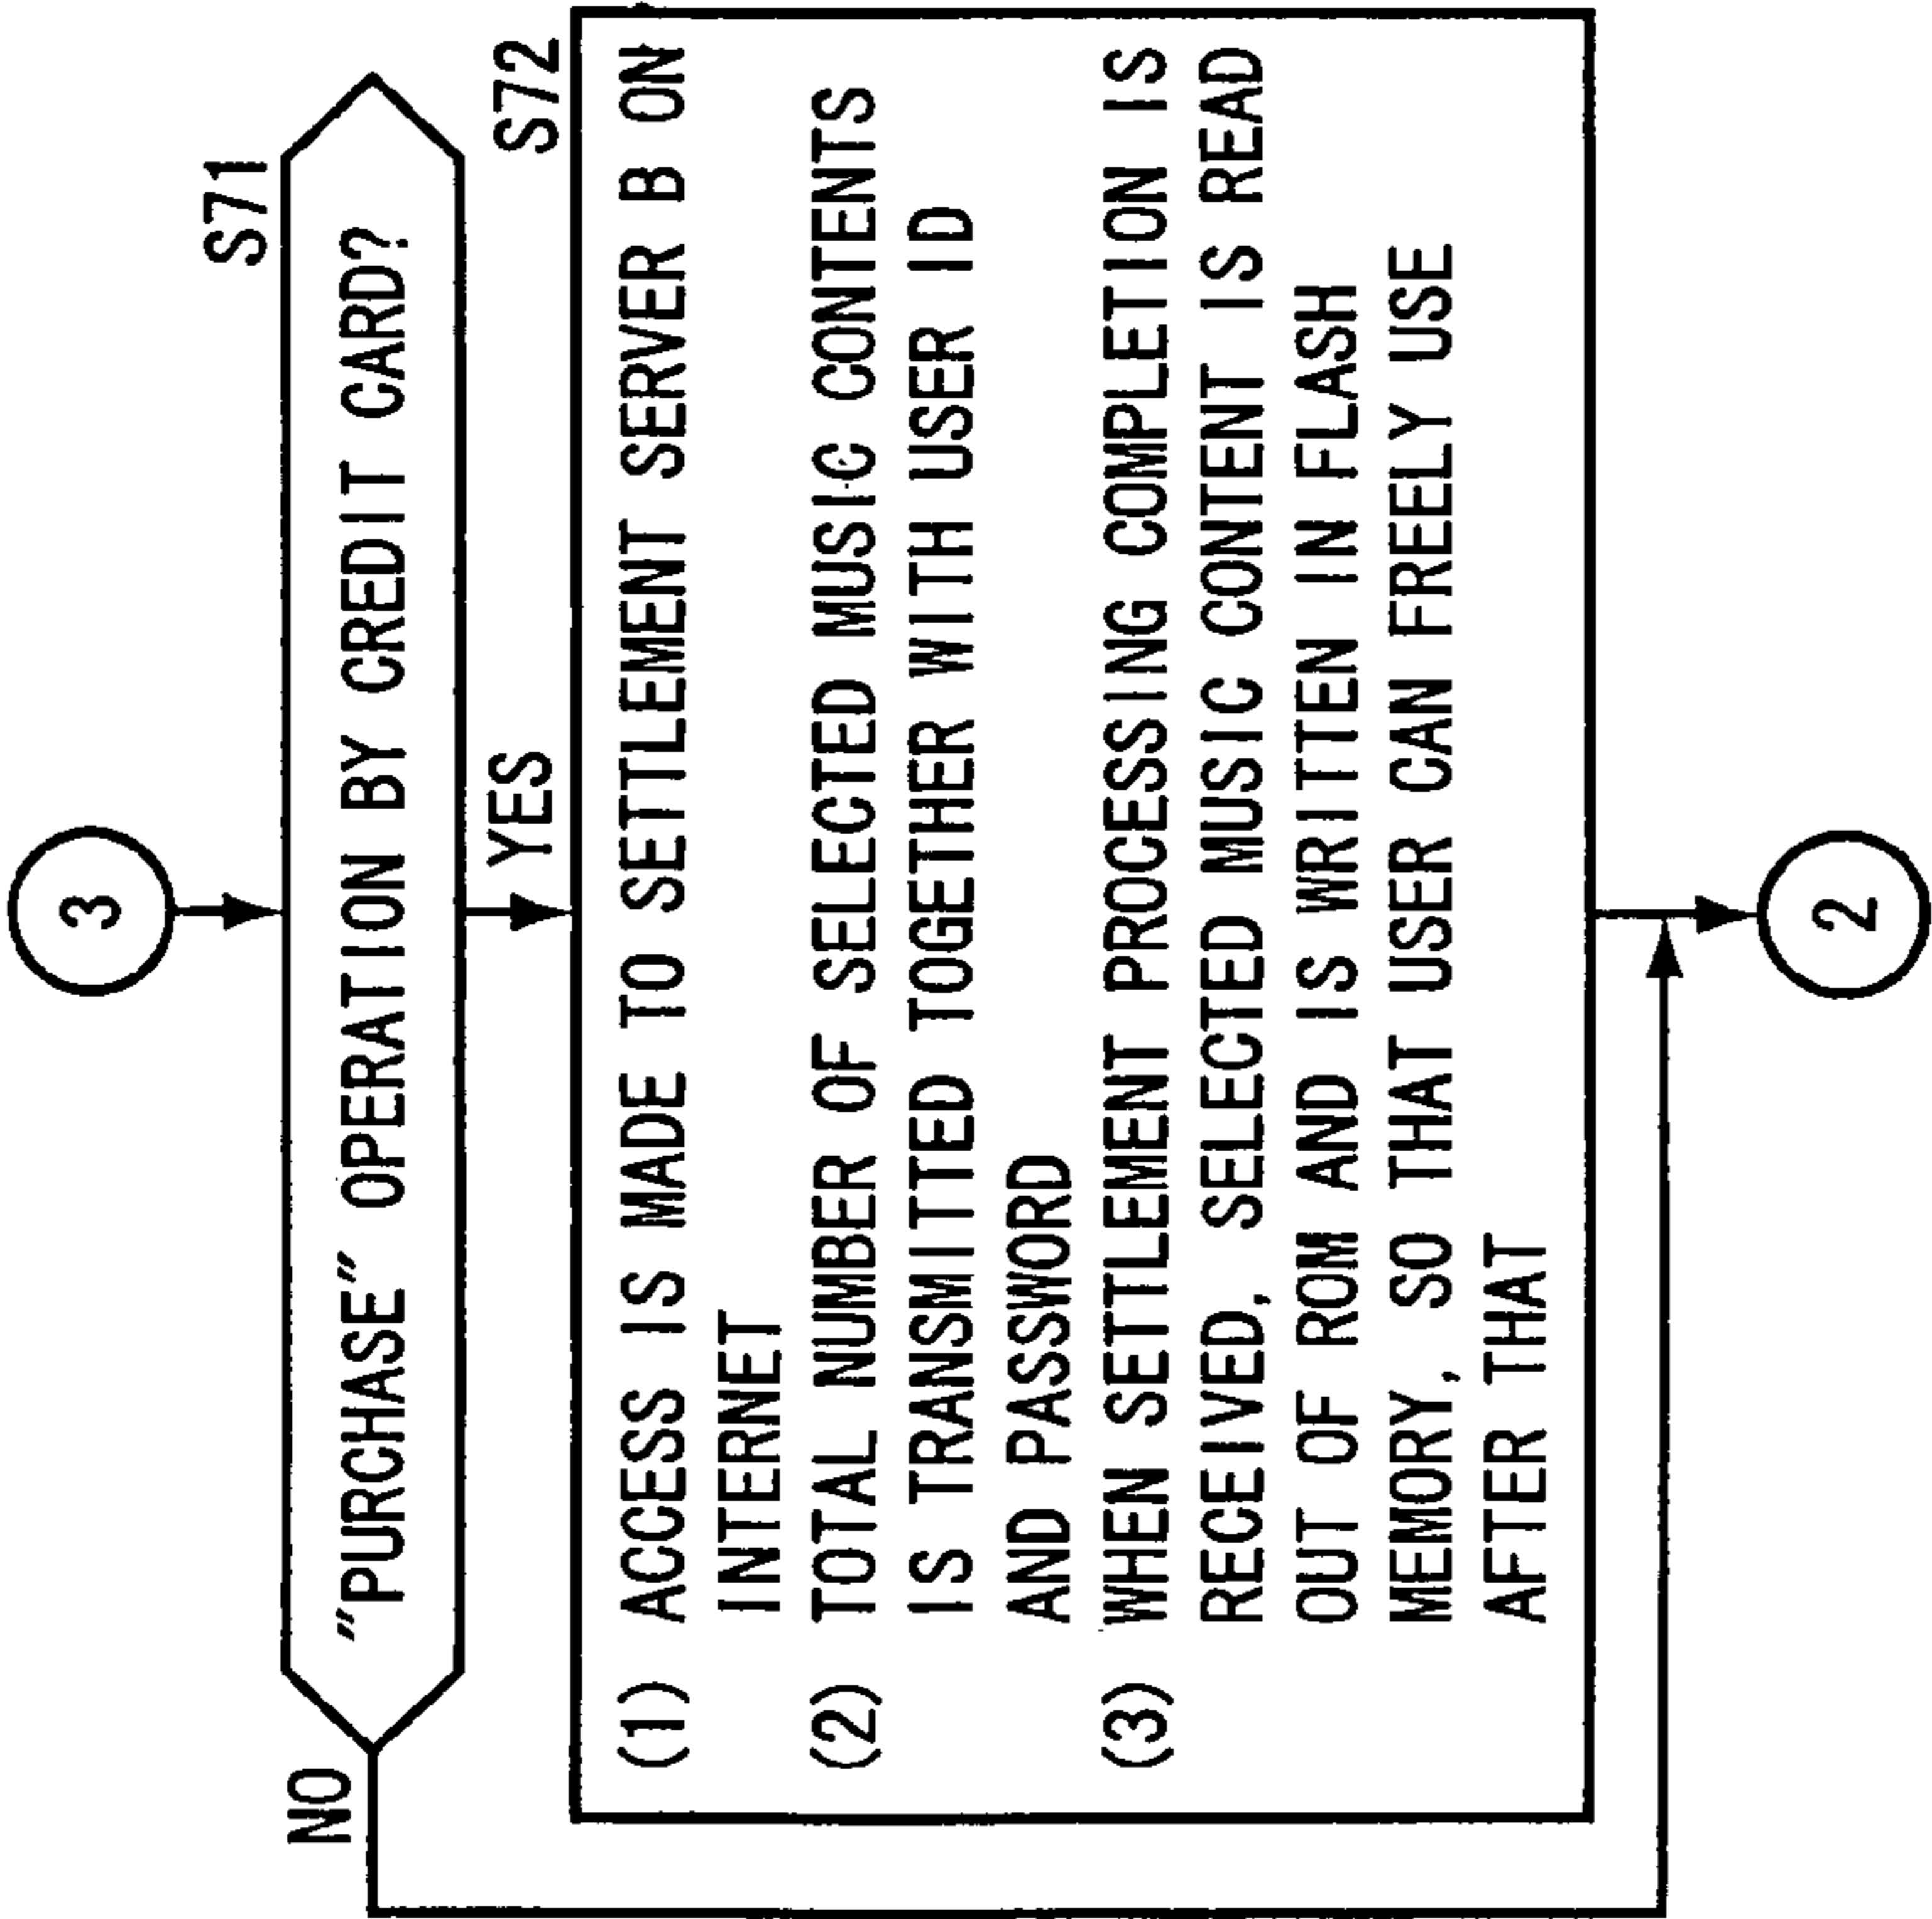 3
S71
"PURCHASE" OPERATION BY CREDIT CARD?
NO
YES
S72
(1) ACCESS IS MADE TO SETTLEMENT SERVER B ON
INTERNET
(2) TOTAL NUMBER OF SELECTED MUSIC CONTENTS
IS TRANSMITTED TOGETHER WITH USER ID
AND PASSWORD
(3) WHEN SETTLEMENT PROCESSING COMPLETION IS
RECEIVED, SELECTED MUSIC CONTENT IS READ
OUT OF ROM AND IS WRITTEN IN FLASH
MEMORY, SO THAT USER CAN FREELY USE
AFTER THAT
2